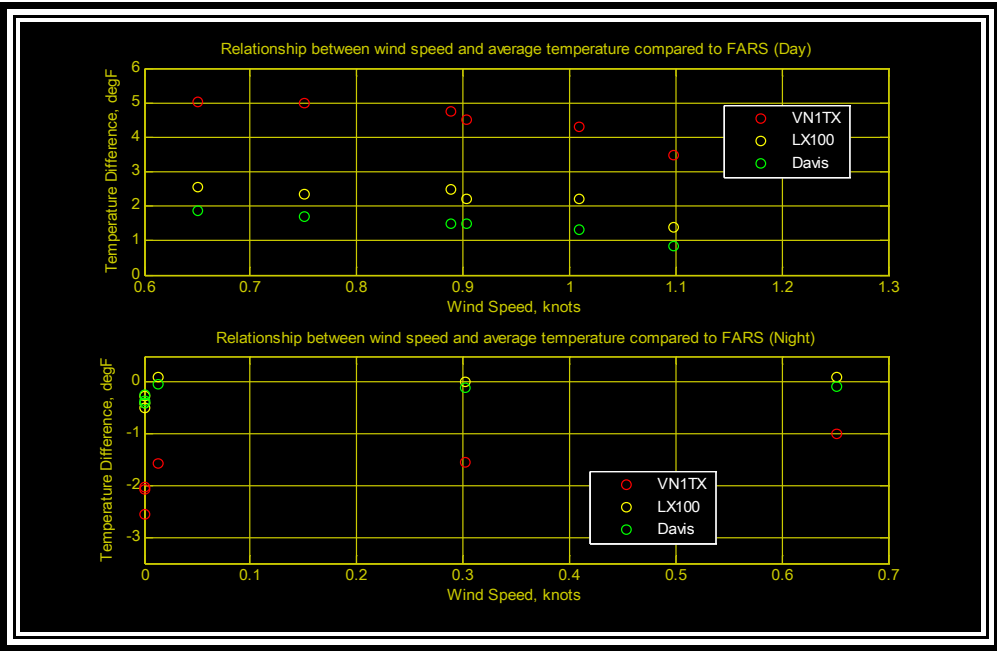 Relationship between wind speed and average temperature compared to FARS (Day)
6
5
4
3
2
1
0
Temperature Difference, degF
VN1TX
LX100
Davis
0.6 0.7 0.8 0.9 1 1.1 1.2 1.3
Wind Speed, knots
Relationship between wind speed and average temperature compared to FARS (Night)
0
-1
-2
-3
Temperature Difference, degF
VN1TX
LX100
Davis
0 0.1 0.2 0.3 0.4 0.5 0.6 0.7
Wind Speed, knots